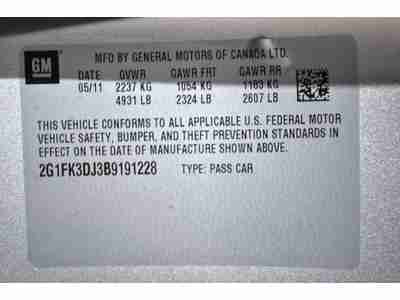 GM
MFD BY GENERAL MOTORS OF CANADA LTD.
DATE GVWR GAWR FRT GAWR RR
05/11 2237 KG 1054 KG 1183 KG
4931 LB 2324 LB 2607 LB
THIS VEHICLE CONFORMS TO ALL APPLICABLE U.S. FEDERAL MOTOR
VEHICLE SAFETY, BUMPER, AND THEFT PREVENTION STANDARDS IN
EFFECT ON THE DATE OF MANUFACTURE SHOWN ABOVE.
2G1FK3DJ3B9191228 TYPE: PASS CAR